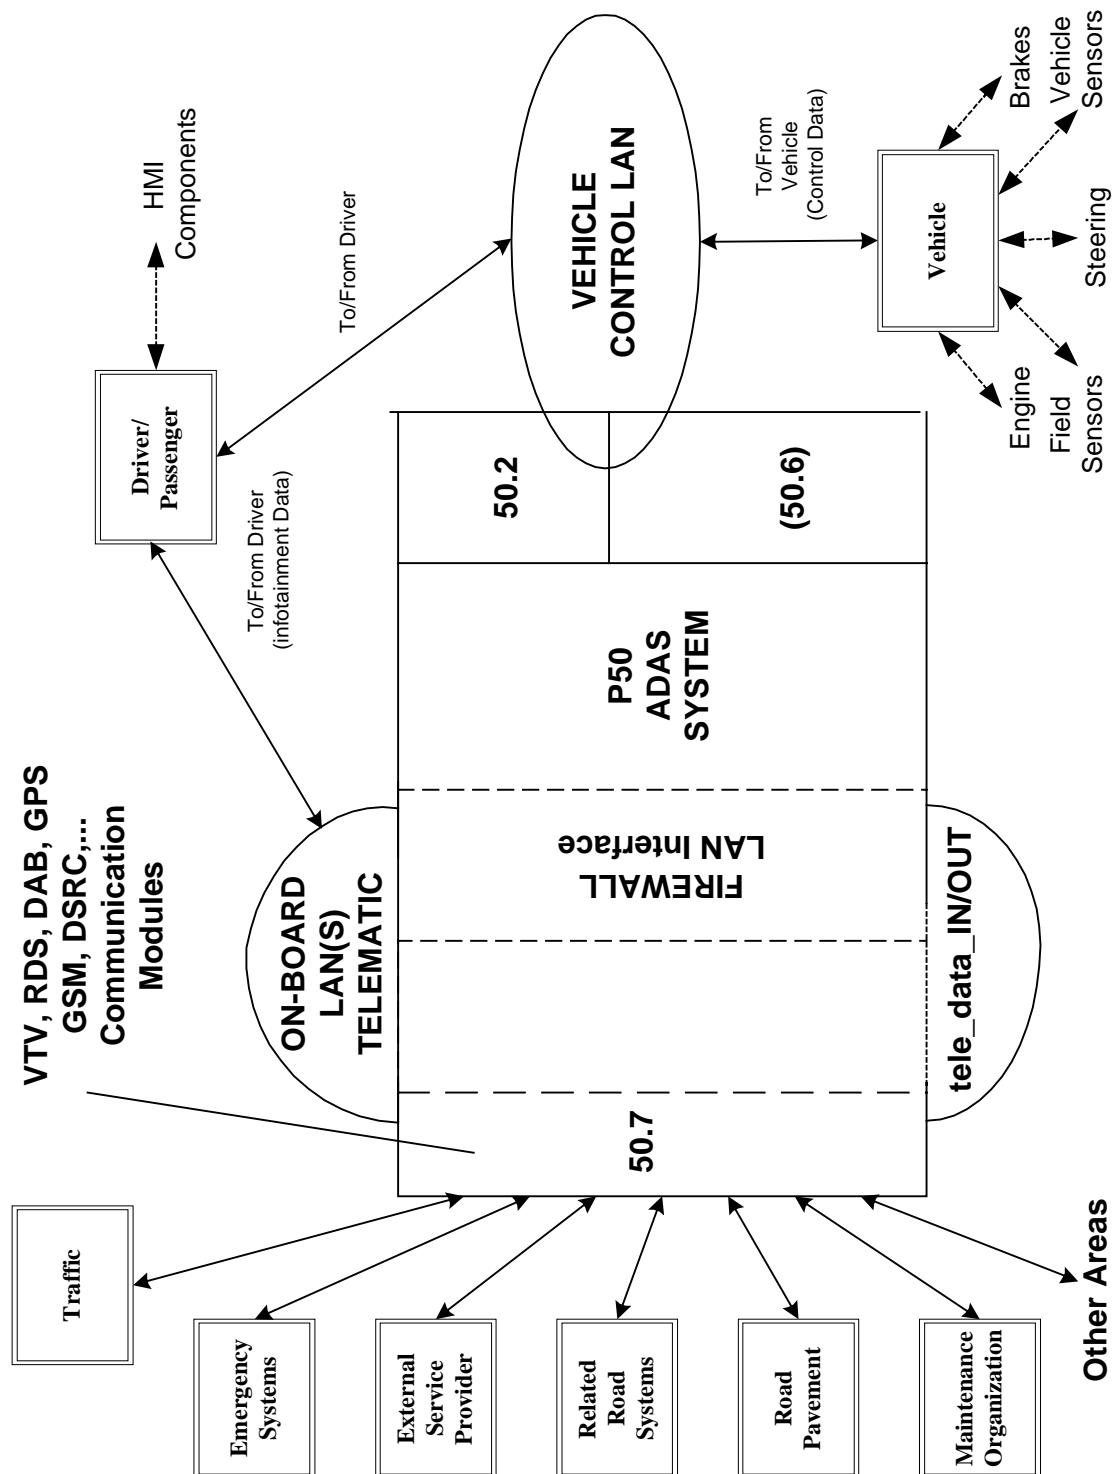 Traffic
Emergency
Systems
External
Service
Provider
Related
Road
Systems
Road
Pavement
Maintenance
Organization
Other Areas
VTV, RDS, DAB, GPS
GSM, DSRC,...
Communication
Modules
50.7
ON-BOARD
LAN(S)
TELEMATIC
tele_data_IN/OUT
FIREWALL
LAN Interface
P50
ADAS
SYSTEM
50.2
(50.6)
To/From Driver
(infotainment Data)
Driver/
Passenger
HMI
Components
To/From Driver
VEHICLE
CONTROL LAN
To/From
Vehicle
(Control Data)
Vehicle
Engine
Field
Sensors
Steering
Brakes
Vehicle
Sensors